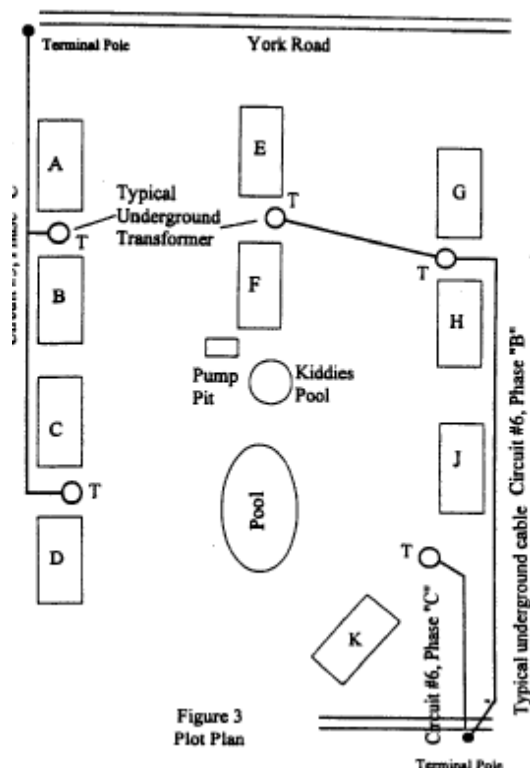 Terminal Pole
York Road
A
E
G
Typical
Underground
Transformer
T
T
T
B
F
H
Pump
Pit
Kiddies
Pool
C
J
Pool
T
T
D
K
Circuit #6, Phase "C"
Circuit #6, Phase "B"
Typical underground cable
Figure 3
Plot Plan
Terminal Pole